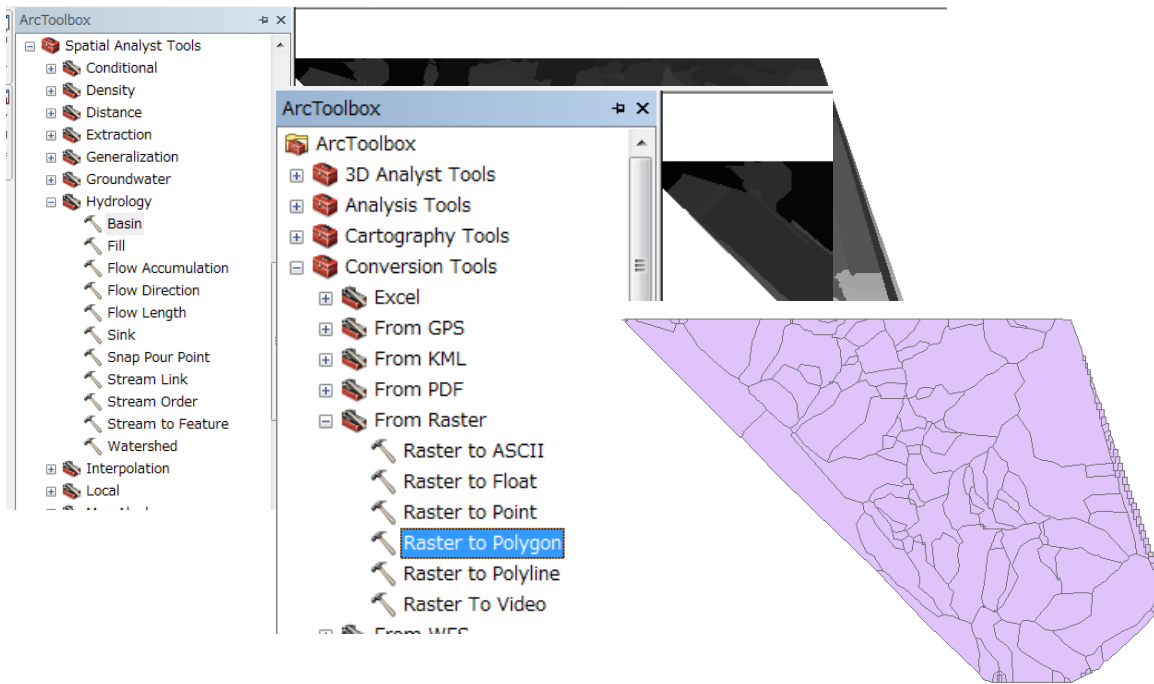 ArcToolbox
Spatial Analyst Tools
Conditional
Density
Distance
Extraction
Generalization
Groundwater
Hydrology
Basin
Fill
Flow Accumulation
Flow Direction
Flow Length
Sink
Snap Pour Point
Stream Link
Stream Order
Stream to Feature
Watershed
Interpolation
Local
ArcToolbox
ArcToolbox
3D Analyst Tools
Analysis Tools
Cartography Tools
Conversion Tools
Excel
From GPS
From KML
From PDF
From Raster
Raster to ASCII
Raster to Float
Raster to Point
Raster to Polygon
Raster to Polyline
Raster To Video
From WFS